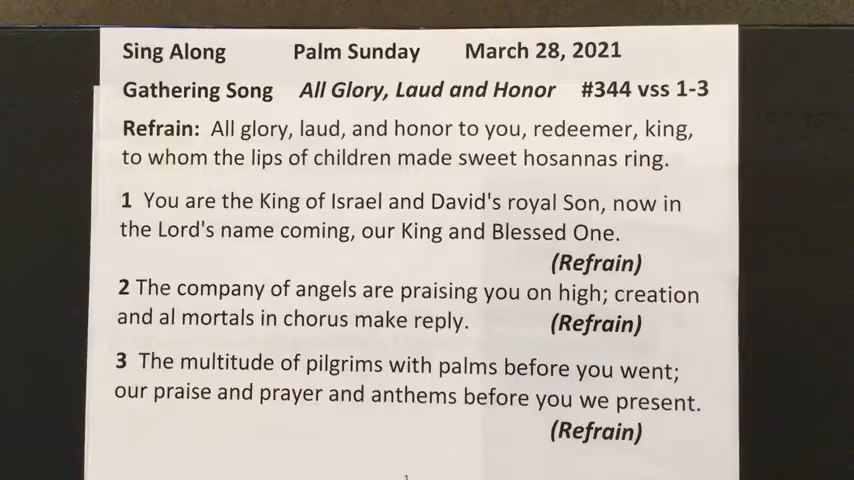 Sing Along Palm Sunday March 28, 2021
Gathering Song All Glory, Laud and Honor #344 vss 1-3
Refrain: All glory, laud, and honor to you, redeemer, king,
to whom the lips of children made sweet hosannas ring.
1 You are the King of Israel and David's royal Son, now in
the Lord's name coming, our King and Blessed One.
(Refrain)
2 The company of angels are praising you on high; creation
and al mortals in chorus make reply. (Refrain)
3 The multitude of pilgrims with palms before you went;
our praise and prayer and anthems before you we present.
(Refrain)
1